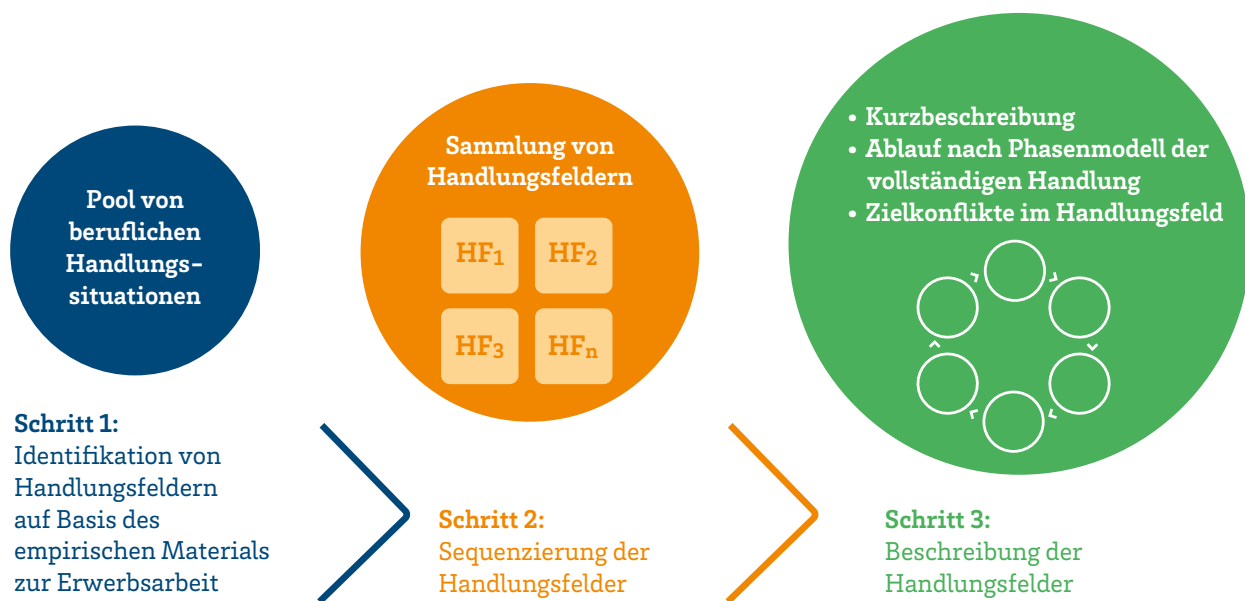 Pool von
beruflichen
Handlungs-
situationen
Schritt 1:
Identifikation von
Handlungsfeldern
auf Basis des
empirischen Materials
zur Erwerbsarbeit
Sammlung von
Handlungsfeldern
HF1 HF2
HF3 HFn
Schritt 2:
Sequenzierung der
Handlungsfelder
• Kurzbeschreibung
• Ablauf nach Phasenmodell der
vollständigen Handlung
• Zielkonflikte im Handlungsfeld
Schritt 3:
Beschreibung der
Handlungsfelder